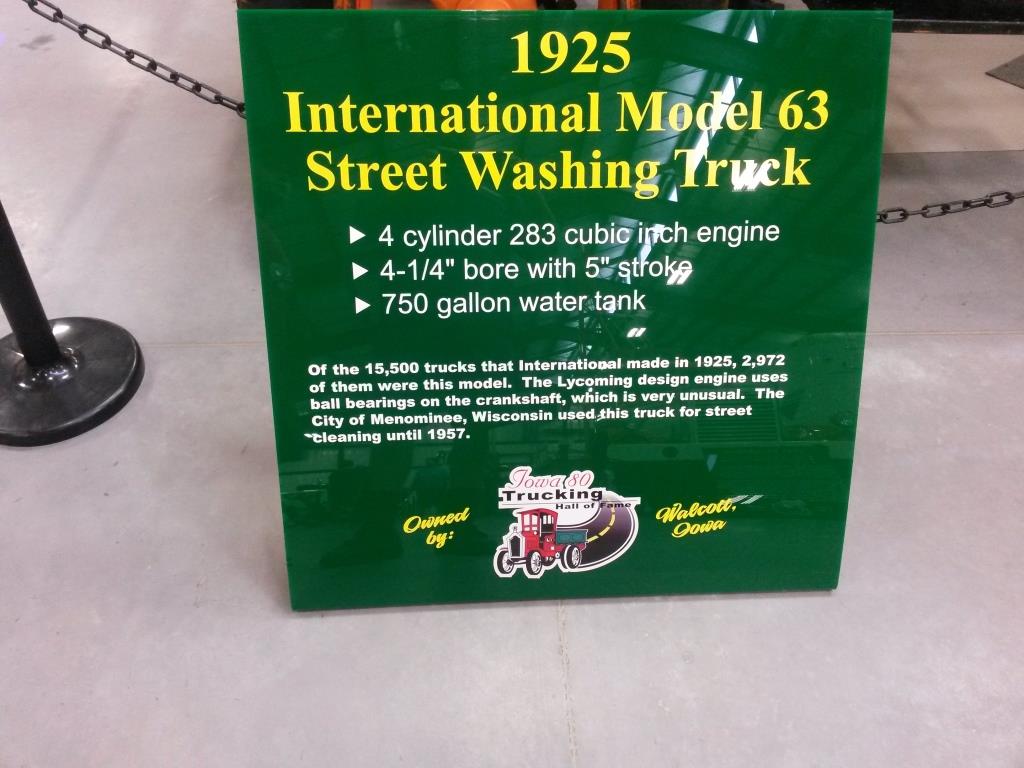 1925
International Model 63
Street Washing Truck
▶ 4 cylinder 283 cubic inch engine
▶ 4-1/4" bore with 5" stroke
▶ 750 gallon water tank
Of the 15,500 trucks that International made in 1925, 2,972
of them were this model. The Lycoming design engine uses
ball bearings on the crankshaft, which is very unusual. The
City of Menominee, Wisconsin used this truck for street
cleaning until 1957.
Owned
by:
Iowa 80
Trucking
Hall of Fame
Walcott,
Iowa